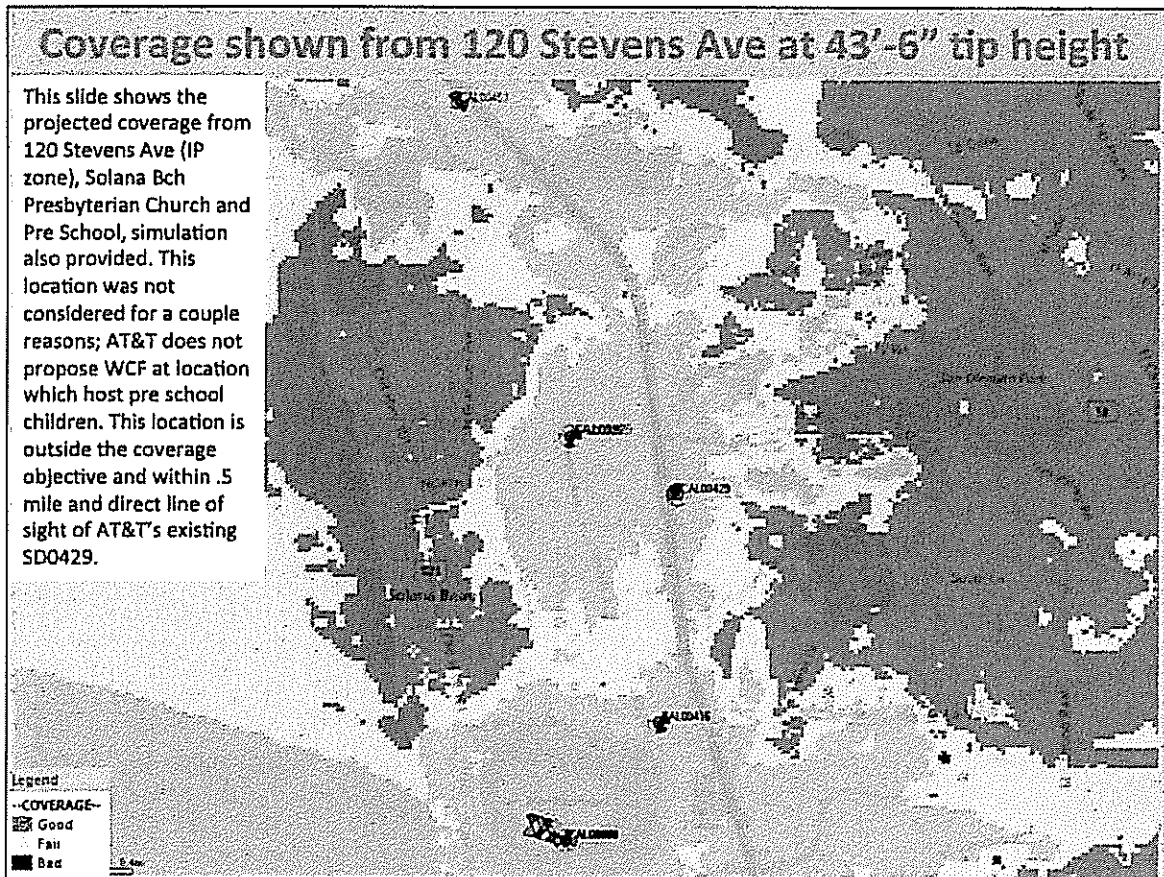 Coverage shown from 120 Stevens Ave at 43'-6" tip height
This slide shows the
projected coverage from
120 Stevens Ave (IP
zone), Solana Bch
Presbyterian Church and
Pre School, simulation
also provided. This
location was not
considered for a couple
reasons; AT&T does not
propose WCF at location
which host pre school
children. This location is
outside the coverage
objective and within .5
mile and direct line of
sight of AT&T's existing
SD0429.
CAL00429
Solana Beach
CAL00416
Legend
--COVERAGE--
Good
Fair
Bad